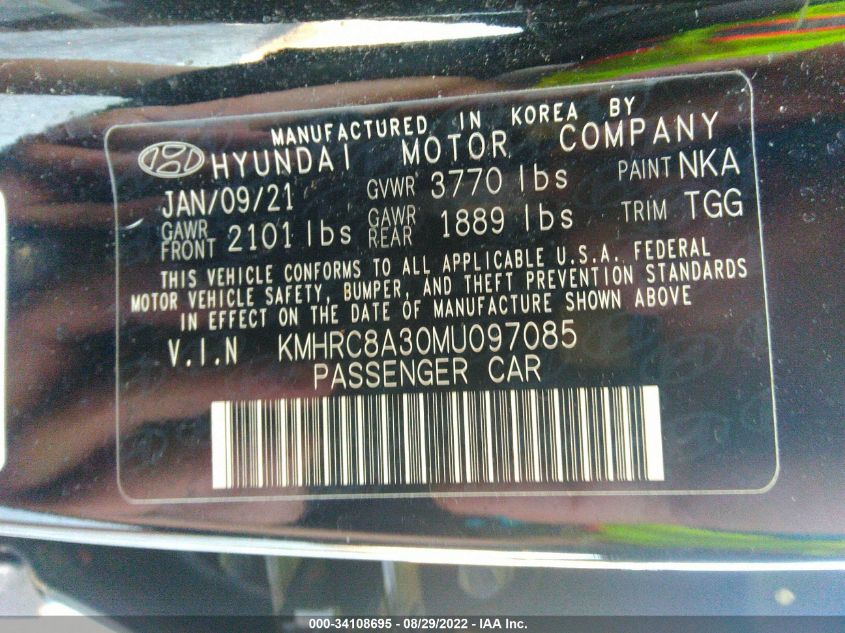 MANUFACTURED IN KOREA BY
HYUNDAI MOTOR COMPANY
JAN/09/21 GVWR 3770 lbs PAINT NKA
GAWR FRONT 2101 lbs GAWR REAR 1889 lbs TRIM TGG
THIS VEHICLE CONFORMS TO ALL APPLICABLE U.S.A. FEDERAL
MOTOR VEHICLE SAFETY, BUMPER, AND THEFT PREVENTION STANDARDS
IN EFFECT ON THE DATE OF MANUFACTURE SHOWN ABOVE
V.I.N KMHRC8A30MU097085
PASSENGER CAR
000-34108695 - 08/29/2022 - IAA Inc.